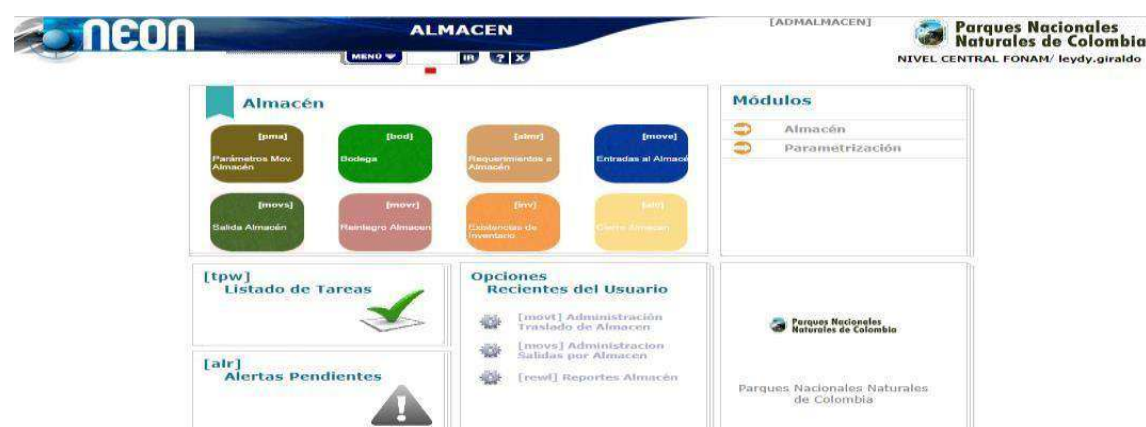 neon
ALMACEN
[ADMALMACEN]
Parques Nacionales
Naturales de Colombia
NIVEL CENTRAL FONAM/ leydy.giraldo
MENÚ
IR
?
X
Almacén
[pma]
Parámetros Mov.
Almacén
[bod]
Bodega
[almr]
Requerimientos a
Almacén
[move]
Entradas al Almacé
[movs]
Salida Almacén
[movr]
Reintegro Almacen
[inv]
Existencias de
Inventario
Cierre Almacen
Módulos
Almacén
Parametrización
[tpw]
Listado de Tareas
[alr]
Alertas Pendientes
Opciones
Recientes del Usuario
[movt] Administración
Traslado de Almacen
[movs] Administracion
Salidas por Almacen
[rewl] Reportes Almacén
Parques Nacionales
Naturales de Colombia
Parques Nacionales Naturales
de Colombia